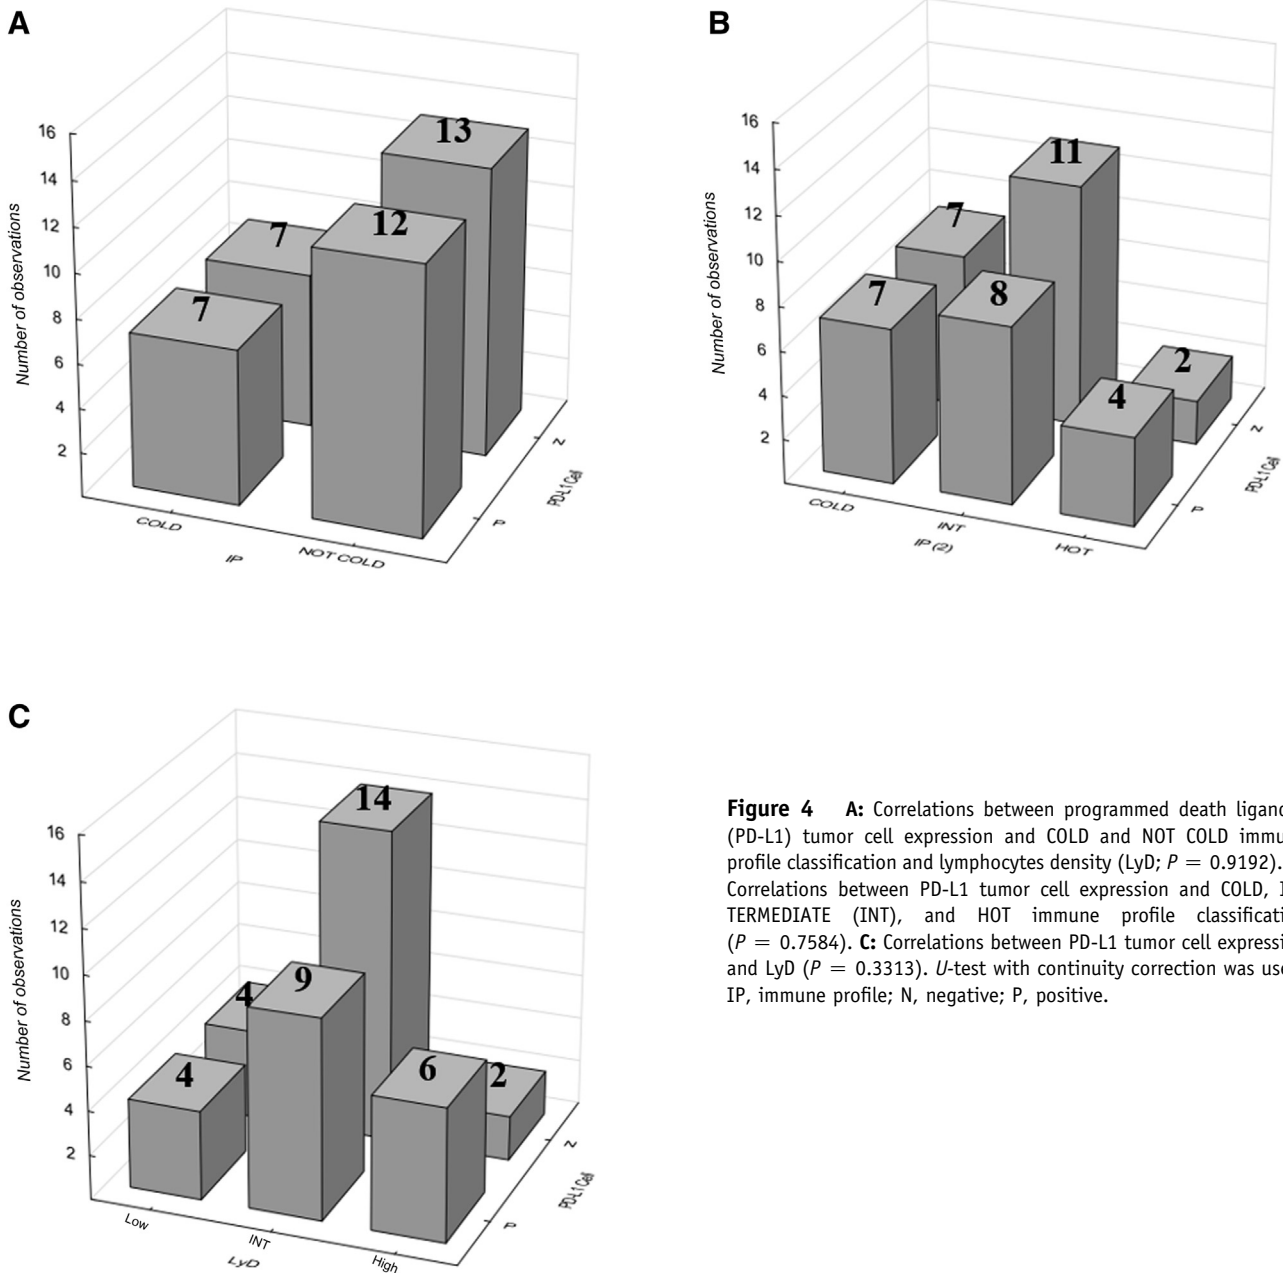 A
16
14
12
10
8
6
4
2
Number of observations
13
7
12
7
COLD
NOT COLD
IP
N
P
PD-L1 Cell
B
16
14
12
10
8
6
4
2
Number of observations
11
7
7
8
2
4
COLD
INT
HOT
IP (2)
N
P
PD-L1 Cell
C
16
14
12
10
8
6
4
2
Number of observations
14
4
9
4
6
2
Low
INT
High
LyD
N
P
PD-L1 Cell
Figure 4 A: Correlations between programmed death ligand
(PD-L1) tumor cell expression and COLD and NOT COLD immu
profile classification and lymphocytes density (LyD; P = 0.9192).
Correlations between PD-L1 tumor cell expression and COLD, I
TERMEDIATE (INT), and HOT immune profile classificati
(P = 0.7584). C: Correlations between PD-L1 tumor cell expressi
and LyD (P = 0.3313). U-test with continuity correction was use
IP, immune profile; N, negative; P, positive.